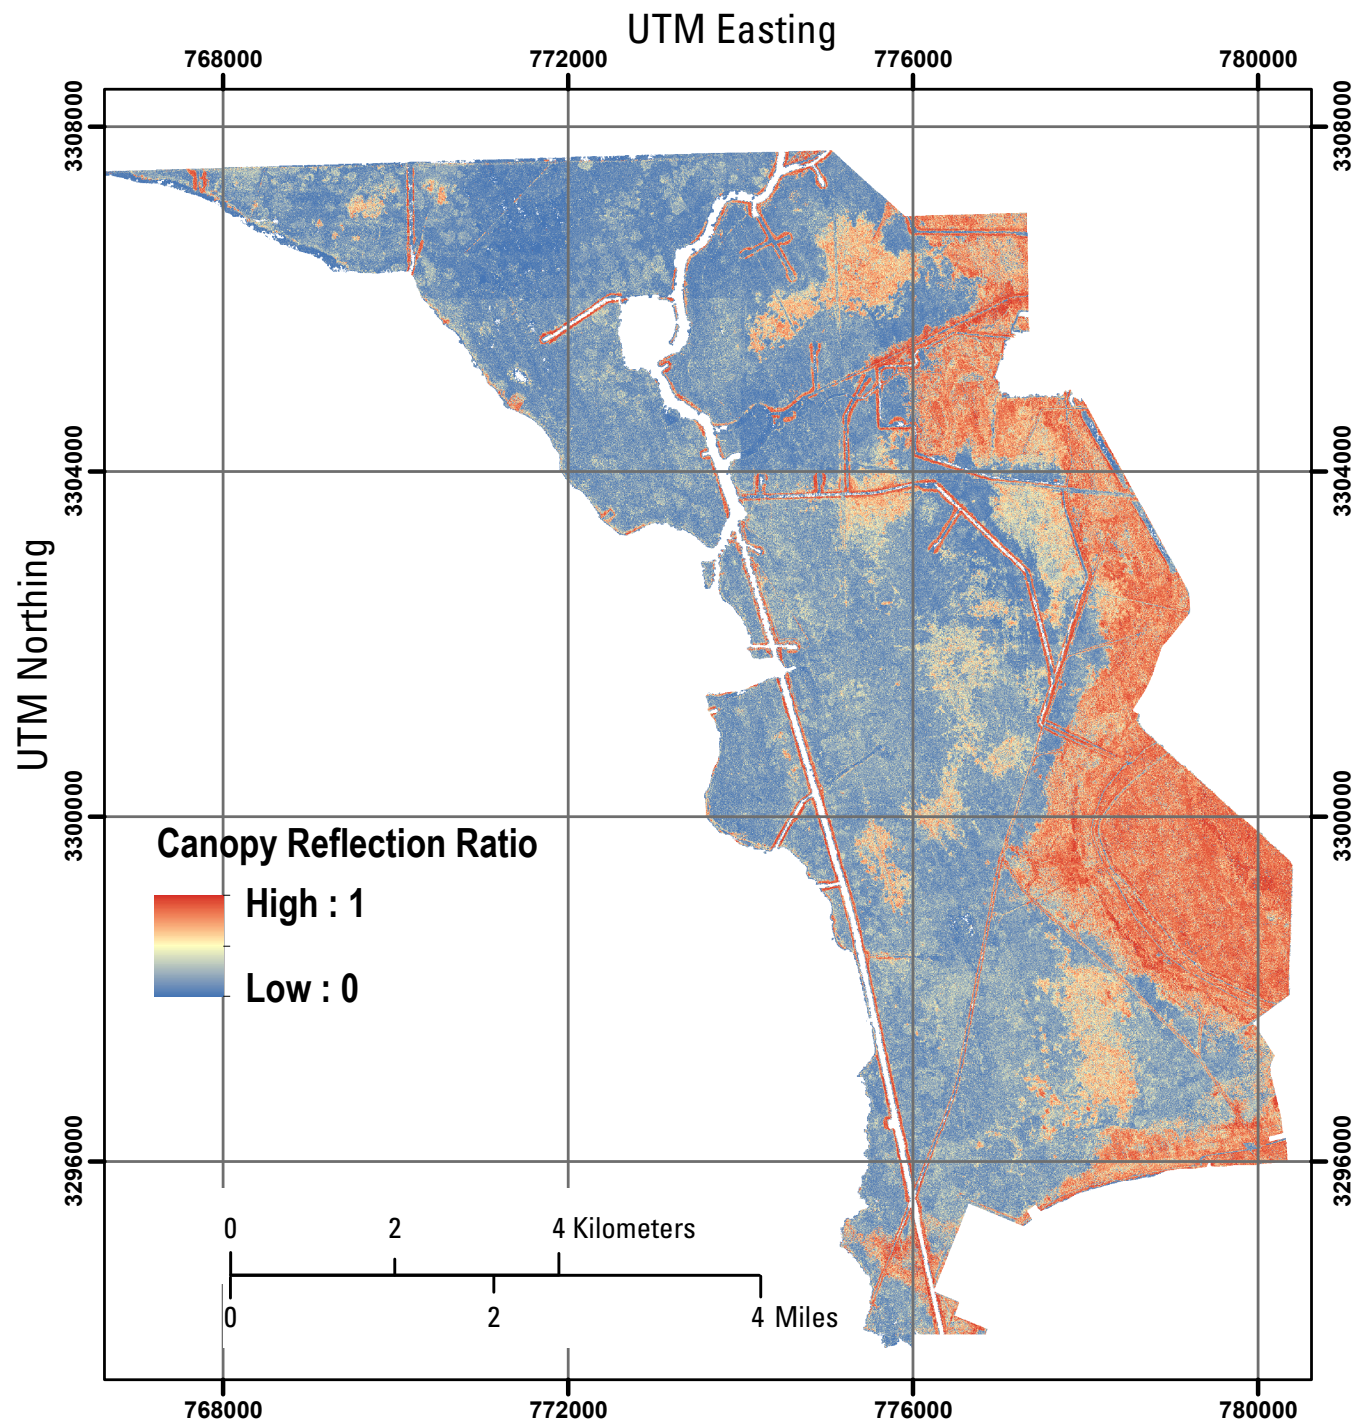 UTM Easting
768000 772000 776000 780000
3308000 3308000
3304000 3304000
UTM Northing
3300000 3300000
Canopy Reflection Ratio
High : 1
Low : 0
3296000 3296000
0 2 4 Kilometers
0 2 4 Miles
768000 772000 776000 780000